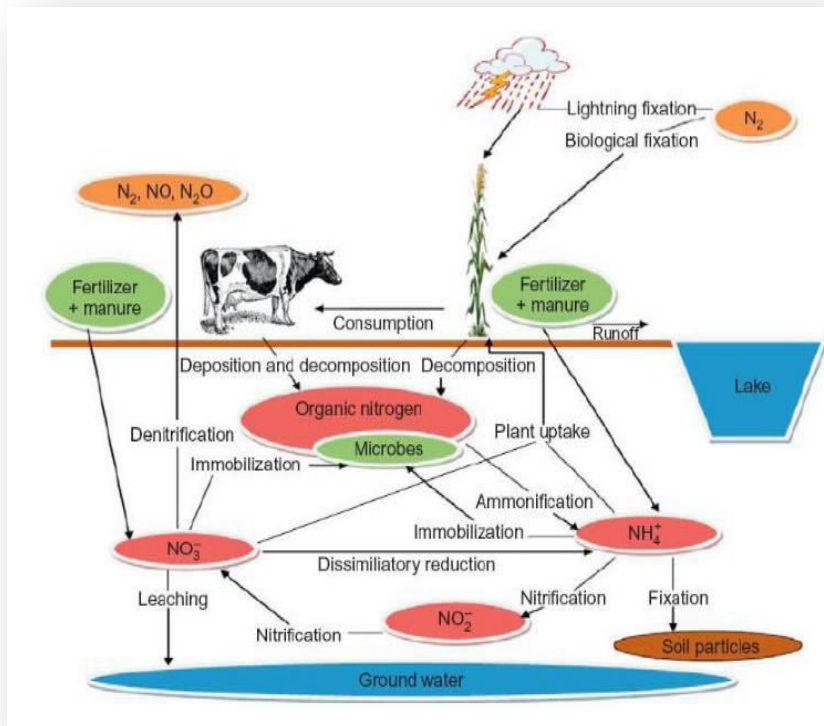 Lightning fixation
N₂
Biological fixation
N₂, NO, N₂O
Fertilizer
+ manure
Fertilizer
+ manure
Consumption
Runoff
Deposition and decomposition
Decomposition
Lake
Organic nitrogen
Denitrification
Plant uptake
Microbes
Immobilization
Ammonification
Immobilization
NH₄⁺
NO₃⁻
Dissimiliatory reduction
Leaching
Nitrification
Fixation
NO₂⁻
Nitrification
Soil particles
Ground water